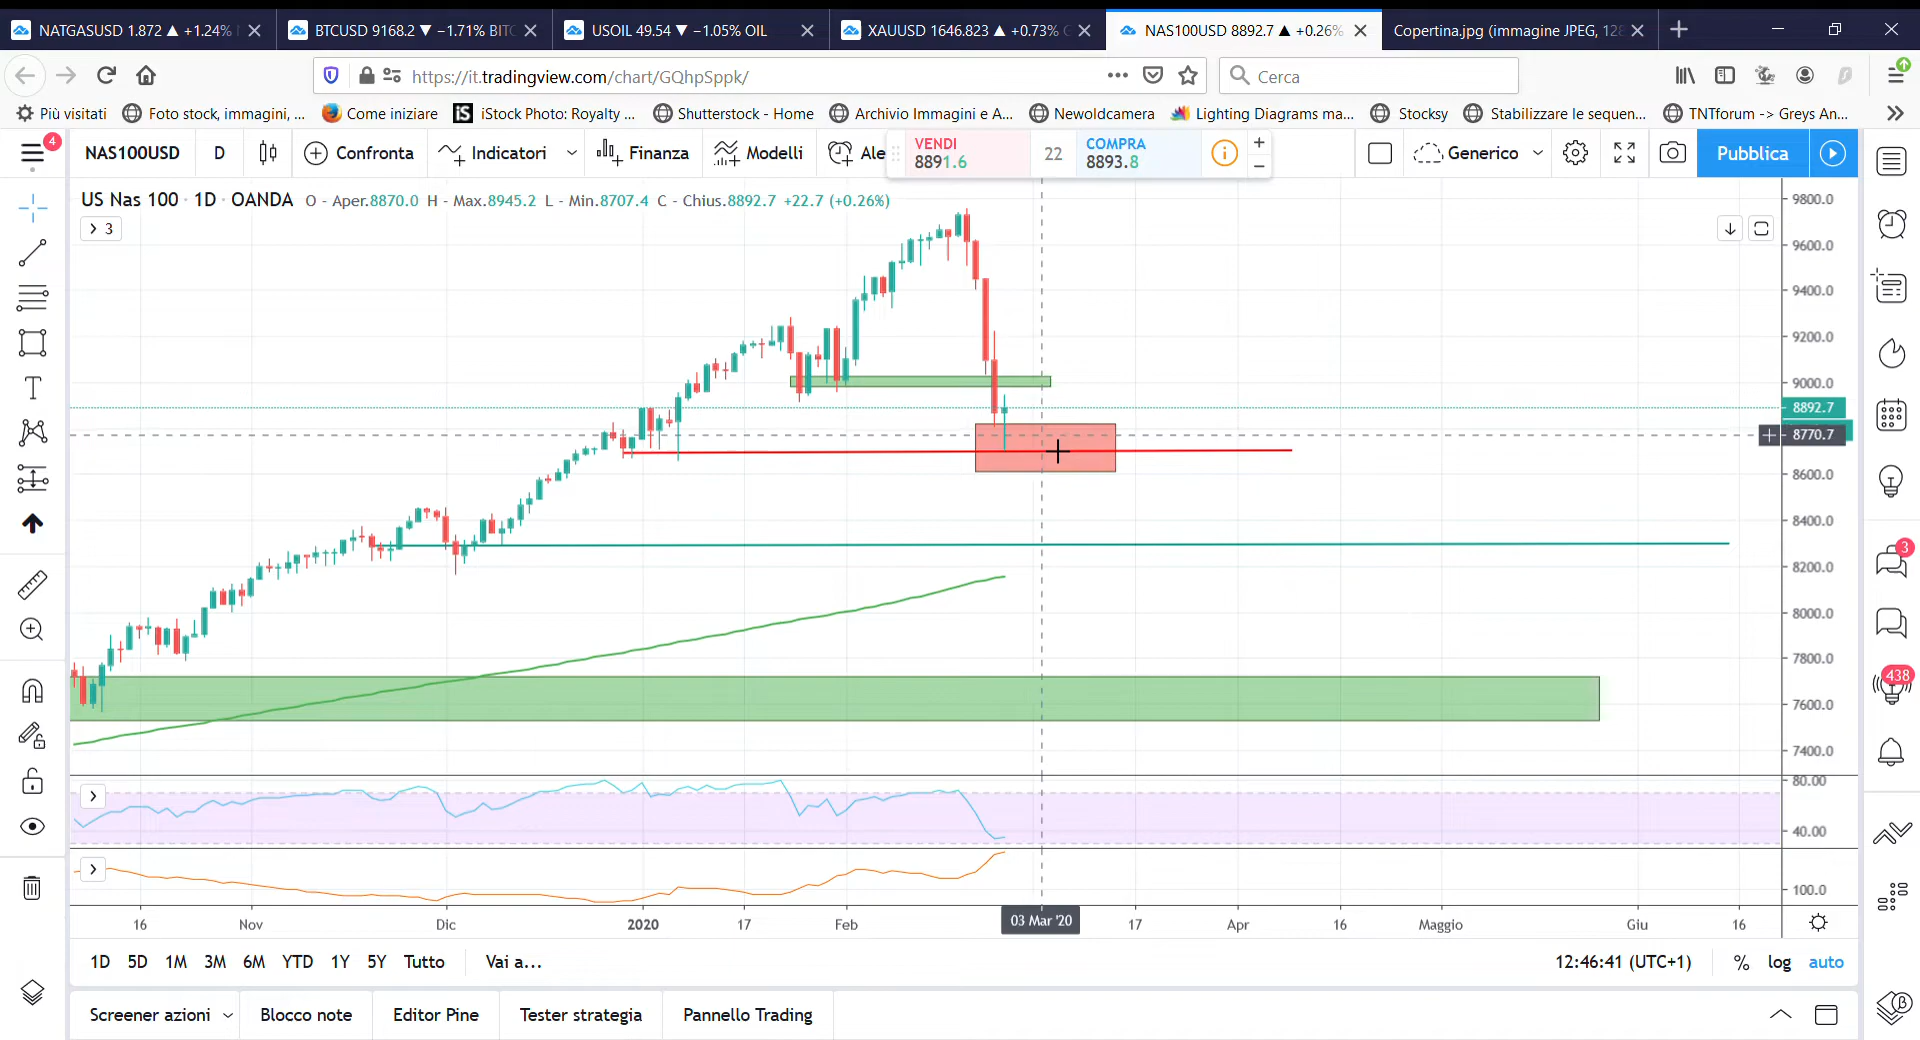 NATGASUSD 1.872 ▲ +1.24%
BTCUSD 9168.2 ▼ −1.71% BITC
USOIL 49.54 ▼ −1.05% OIL
XAUUSD 1646.823 ▲ +0.73%
NAS100USD 8892.7 ▲ +0.26%
Copertina.jpg (immagine JPEG, 128
https://it.tradingview.com/chart/GQhpSppk/
Cerca
Più visitati
Foto stock, immagini, ...
Come iniziare
iS
iStock Photo: Royalty ...
Shutterstock - Home
Archivio Immagini e A...
Newoldcamera
Lighting Diagrams ma...
Stocksy
Stabilizzare le sequen...
TNTforum -> Greys An...
4
NAS100USD
D
Confronta
Indicatori
Finanza
Modelli
Ale
VENDI
8891.6
22
COMPRA
8893.8
Generico
Pubblica
US Nas 100 · 1D · OANDA O - Aper.8870.0 H - Max.8945.2 L - Min.8707.4 C - Chius.8892.7 +22.7 (+0.26%)
3
9800.0
9600.0
9400.0
9200.0
9000.0
8892.7
8770.7
8600.0
8400.0
8200.0
8000.0
7800.0
7600.0
7400.0
80.00
40.00
100.0
3
438
β
T
16
Nov
Dic
2020
17
Feb
03 Mar '20
17
Apr
16
Maggio
Giu
16
1D
5D
1M
3M
6M
YTD
1Y
5Y
Tutto
Vai a...
12:46:41 (UTC+1)
%
log
auto
Screener azioni
Blocco note
Editor Pine
Tester strategia
Pannello Trading